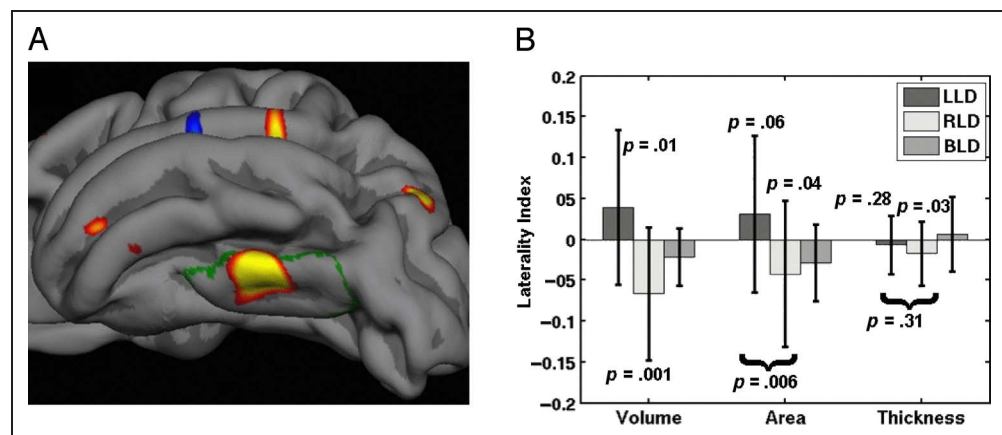 A
B
0.2
0.15
0.1
05
0
−0.05
−0.1
−0.15
−0.2
Laterality Index
LLD
RLD
BLD
p = .01
p = .06
p = .04
p = .28
p = .03
p = .31
p = .001
p = .006
Volume
Area
Thickness